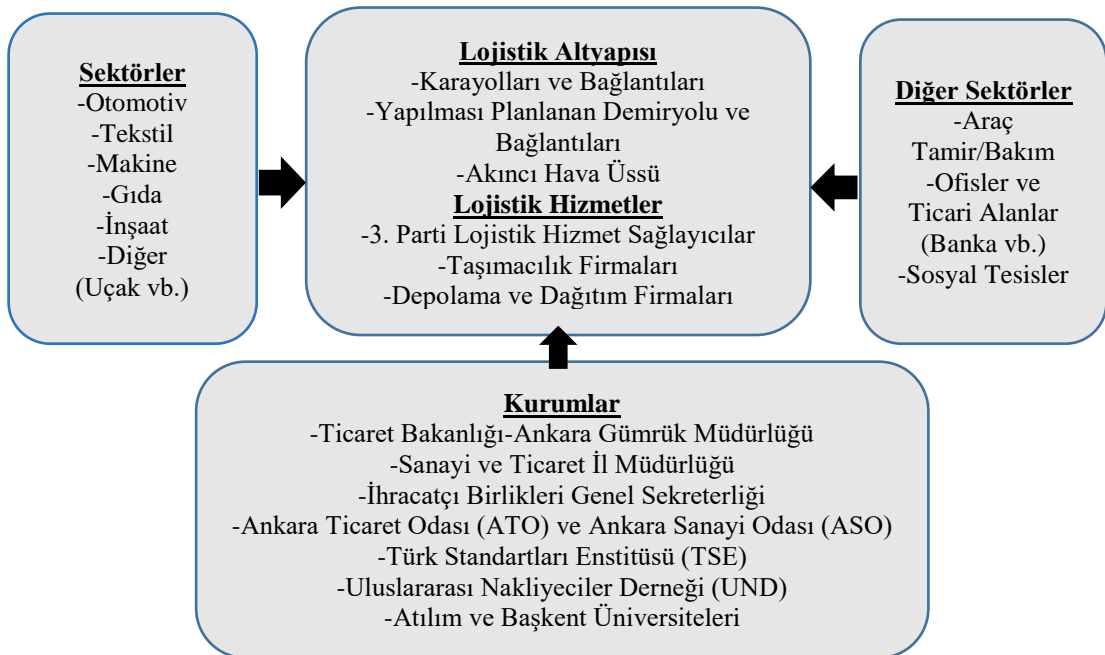 Sektörler
-Otomotiv
-Tekstil
-Makine
-Gıda
-İnşaat
-Diğer
(Uçak vb.)
Lojistik Altyapısı
-Karayolları ve Bağlantıları
-Yapılması Planlanan Demiryolu ve
Bağlantıları
-Akıncı Hava Üssü
Lojistik Hizmetler
-3. Parti Lojistik Hizmet Sağlayıcılar
-Taşımacılık Firmaları
-Depolama ve Dağıtım Firmaları
Diğer Sektörler
-Araç
Tamir/Bakım
-Ofisler ve
Ticari Alanlar
(Banka vb.)
-Sosyal Tesisler
Kurumlar
-Ticaret Bakanlığı-Ankara Gümrük Müdürlüğü
-Sanayi ve Ticaret İl Müdürlüğü
-İhracatçı Birlikleri Genel Sekreterliği
-Ankara Ticaret Odası (ATO) ve Ankara Sanayi Odası (ASO)
-Türk Standartları Enstitüsü (TSE)
-Uluslararası Nakliyeciler Derneği (UND)
-Atılım ve Başkent Üniversiteleri